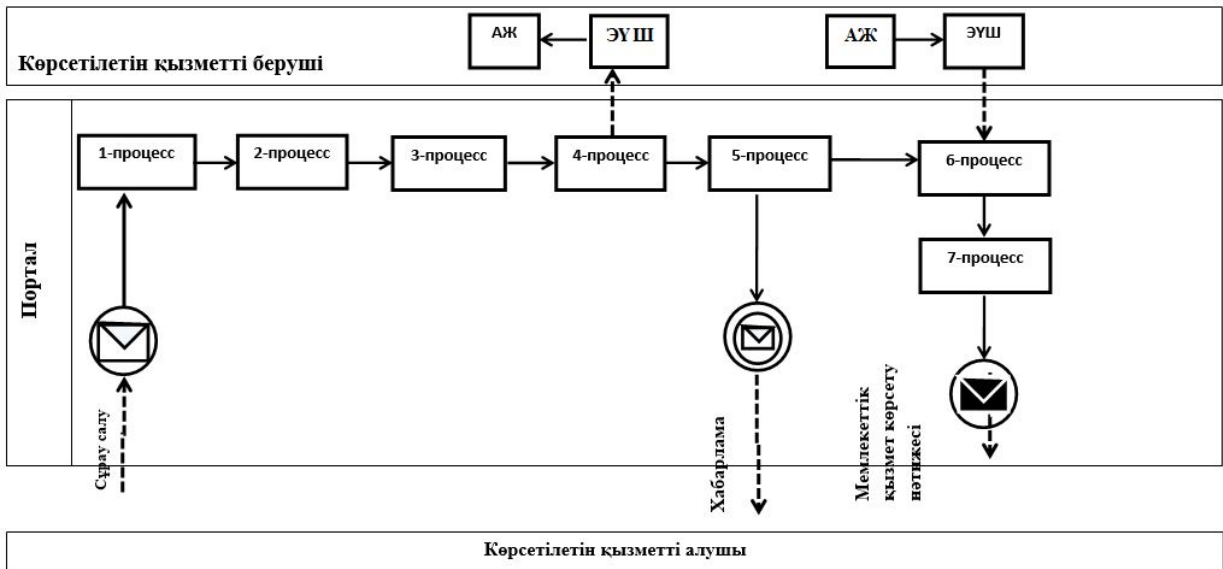 АЖ
ЭҮШ
АЖ
ЭҮШ
Көрсетілетін қызметті беруші
Портал
1-процесс
2-процесс
3-процесс
4-процесс
5-процесс
6-процесс
7-процесс
Сұрау салу
Хабарлама
Мемлекеттік
қызмет көрсету
нәтижесі
Көрсетілетін қызметті алушы